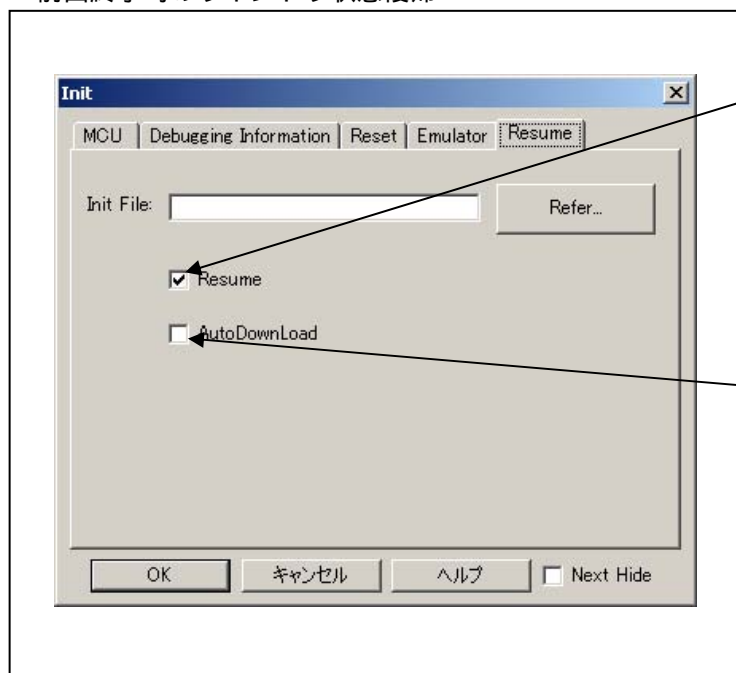 Init
MCU Debugging Information Reset Emulator Resume
Init File: Refer...
Resume
AutoDownLoad
OK キャンセル ヘルプ Next Hide